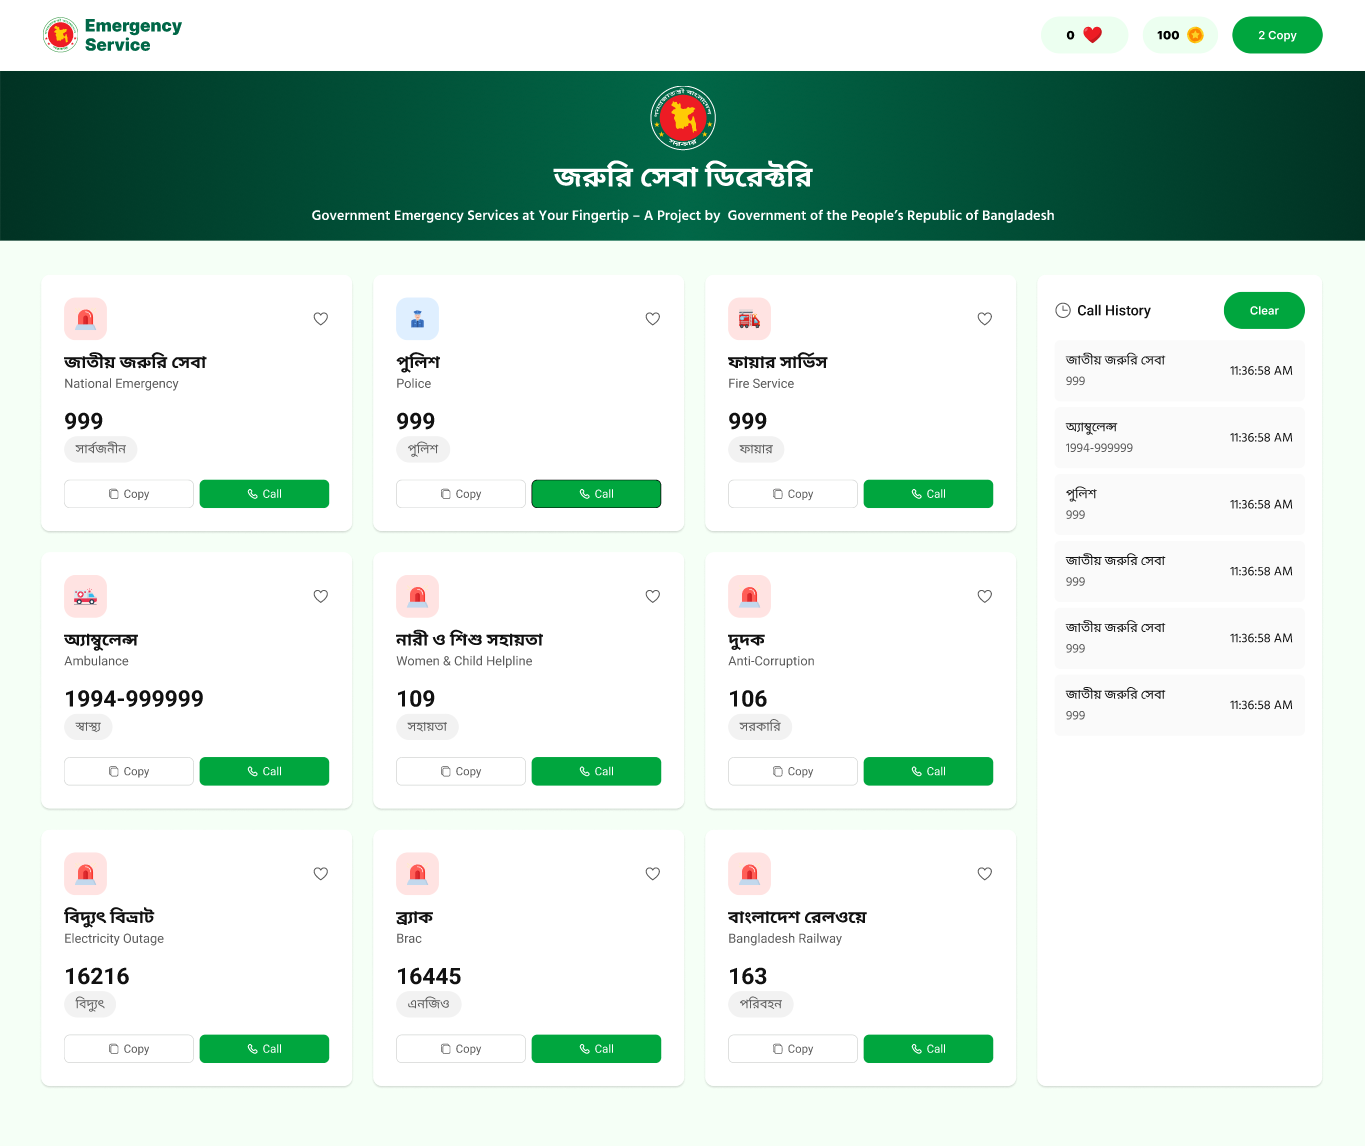 Emergency
Service
0
100
2 Copy
গণপ্রজাতন্ত্রী বাংলাদেশ
সরকার
জরুরি সেবা ডিরেক্টরি
Government Emergency Services at Your Fingertip – A Project by Government of the People’s Republic of Bangladesh
জাতীয় জরুরি সেবা
National Emergency
999
সার্বজনীন
Copy
Call
পুলিশ
Police
999
পুলিশ
Copy
Call
ফায়ার সার্ভিস
Fire Service
999
ফায়ার
Copy
Call
অ্যাম্বুলেন্স
Ambulance
1994-999999
স্বাস্থ্য
Copy
Call
নারী ও শিশু সহায়তা
Women & Child Helpline
109
সহায়তা
Copy
Call
দুদক
Anti-Corruption
106
সরকারি
Copy
Call
বিদ্যুৎ বিভ্রাট
Electricity Outage
16216
বিদ্যুৎ
Copy
Call
ব্র্যাক
Brac
16445
এনজিও
Copy
Call
বাংলাদেশ রেলওয়ে
Bangladesh Railway
163
পরিবহন
Copy
Call
Call History
Clear
জাতীয় জরুরি সেবা
999
11:36:58 AM
অ্যাম্বুলেন্স
1994-999999
11:36:58 AM
পুলিশ
999
11:36:58 AM
জাতীয় জরুরি সেবা
999
11:36:58 AM
জাতীয় জরুরি সেবা
999
11:36:58 AM
জাতীয় জরুরি সেবা
999
11:36:58 AM